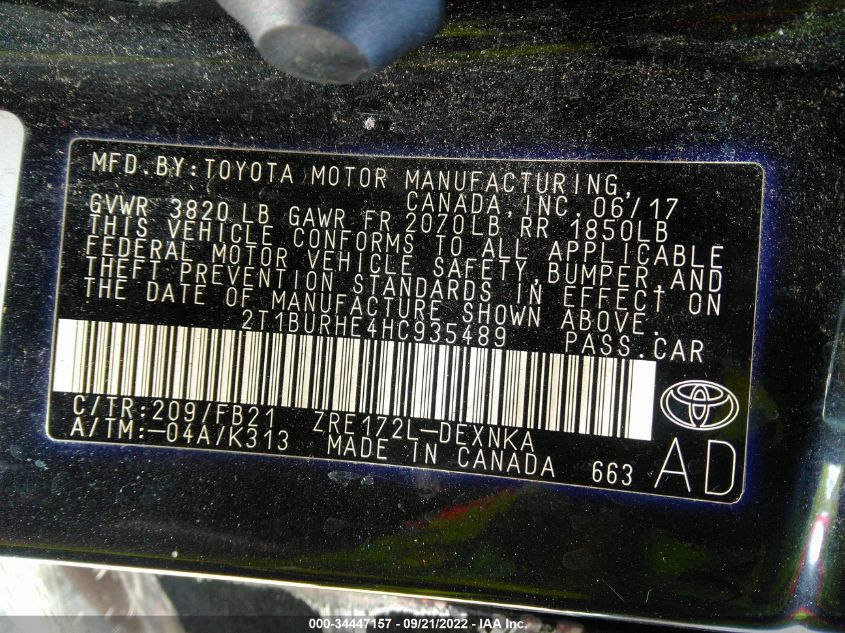 MFD.BY:TOYOTA MOTOR MANUFACTURING,
CANADA, INC. 06/17
GVWR 3820 LB GAWR FR 2070LB RR 1850LB
THIS VEHICLE CONFORMS TO ALL APPLICABLE
FEDERAL MOTOR VEHICLE SAFETY, BUMPER, AND
THEFT PREVENTION STANDARDS IN EFFECT ON
THE DATE OF MANUFACTURE SHOWN ABOVE.
2T1BURHE4HC935489 PASS.CAR
C/TR:209/FB21 ZRE172L-DEXNKA
A/TM:-04A/K313 MADE IN CANADA 663 AD
000-34447157 - 09/21/2022 - IAA Inc.